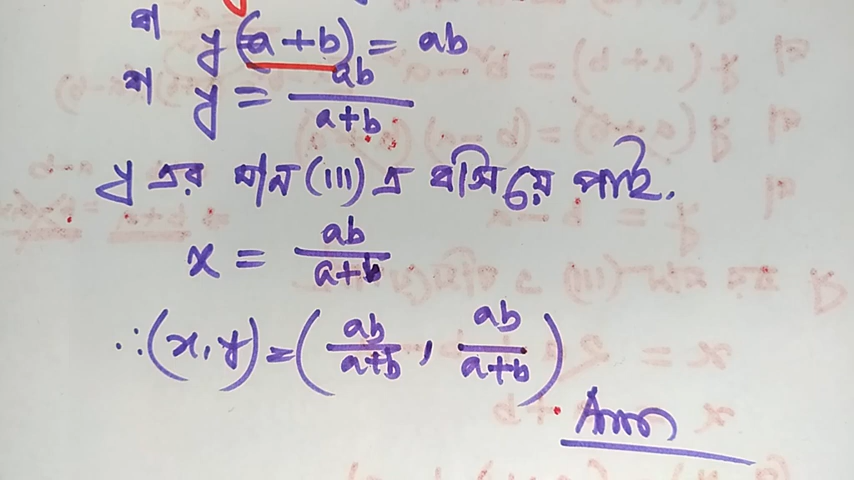 বা y(a+b) = ab
বা y = ab/a+b
y এর মান (III) এ বসিয়ে পাই.
x = ab/a+b
∴(x,y)=(ab/a+b, ab/a+b)
Ans